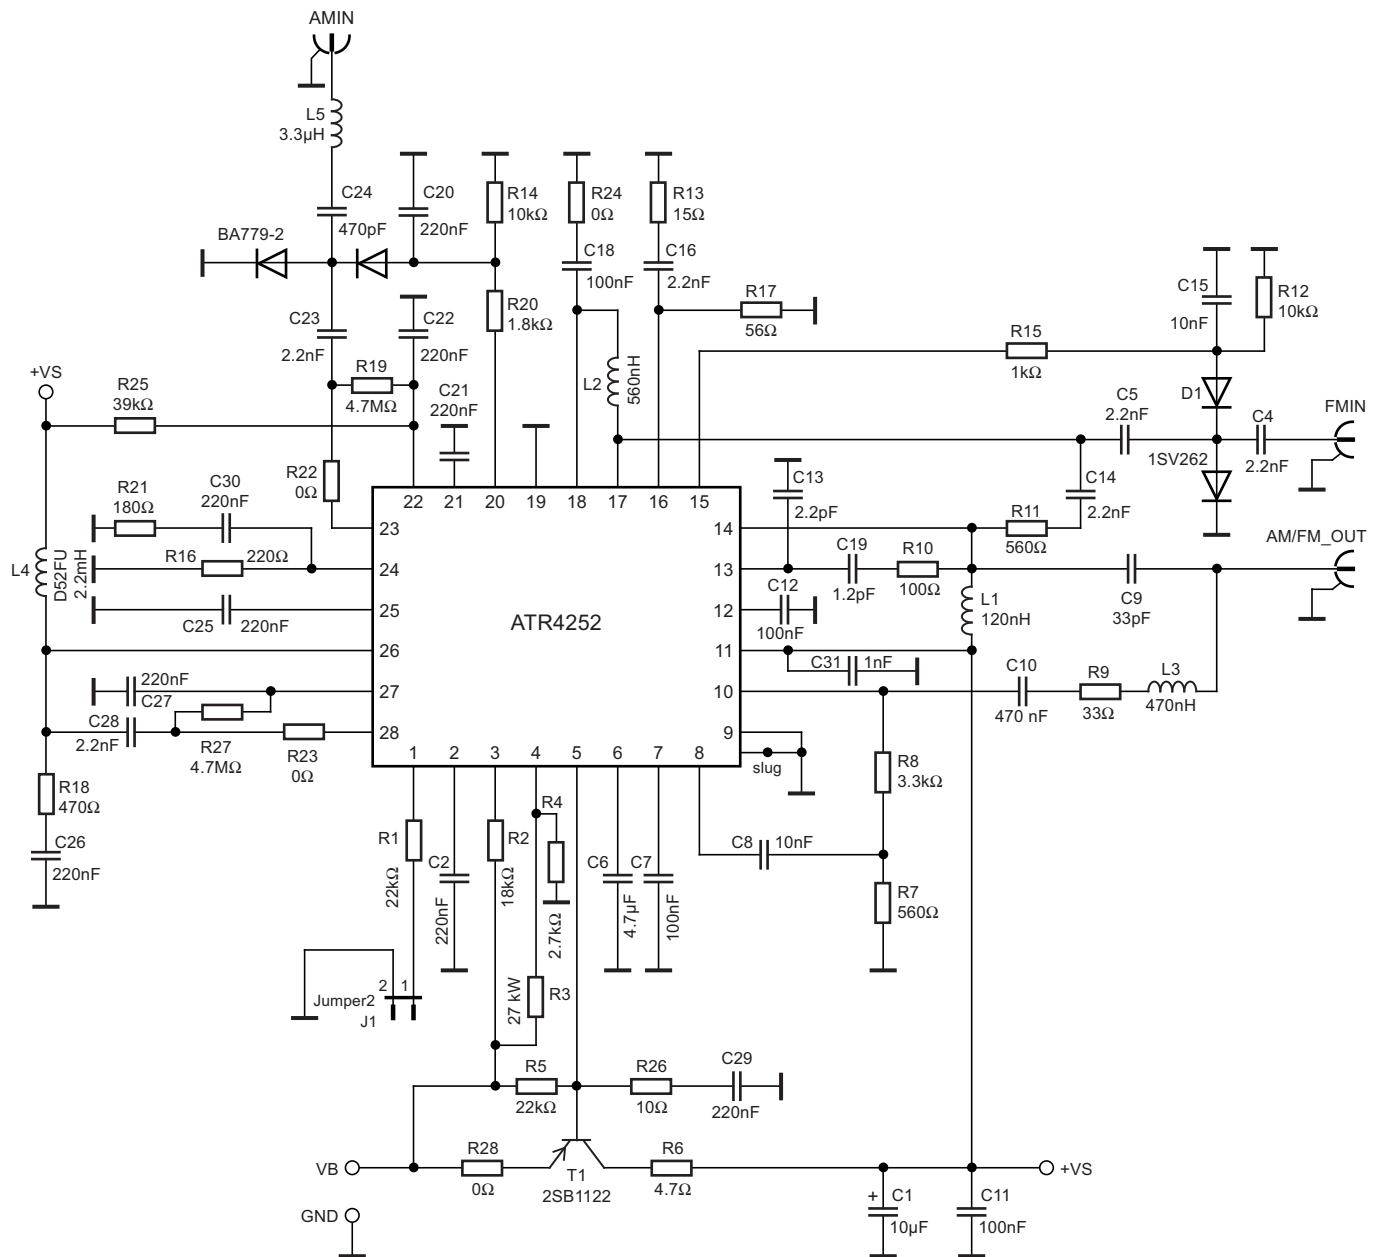 AMIN
L5
3.3µH
C24
470pF
C20
220nF
R14
10kΩ
R24
0Ω
R13
15Ω
BA779-2
C18
100nF
C16
2.2nF
C23
2.2nF
C22
220nF
R20
1.8kΩ
R17
56Ω
C15
10nF
R12
10kΩ
R15
1kΩ
R19
4.7MΩ
L2
560nH
+VS
R25
39kΩ
C21
220nF
D1
C5
2.2nF
C4
2.2nF
FMIN
1SV262
R22
0Ω
C13
2.2pF
C14
2.2nF
R21
180Ω
C30
220nF
22
21
20
19
18
17
16
15
23
14
R11
560Ω
AM/FM_OUT
R16
220Ω
24
13
C19
1.2pF
R10
100Ω
C9
33pF
L4
D52FU
2.2mH
C25
220nF
25
ATR4252
12
C12
100nF
L1
120nH
26
11
C31
1nF
220nF
C27
27
10
C10
470 nF
R9
33Ω
L3
470nH
C28
2.2nF
R27
4.7MΩ
R23
0Ω
28
9
slug
1
2
3
4
5
6
7
8
R18
470Ω
R8
3.3kΩ
C26
220nF
R1
22kΩ
C2
220nF
R2
18kΩ
R4
2.7kΩ
C6
4.7µF
C7
100nF
C8
10nF
R7
560Ω
2
1
Jumper2
J1
27 kW
R3
R5
22kΩ
R26
10Ω
C29
220nF
VB
R28
0Ω
T1
2SB1122
R6
4.7Ω
+VS
+
C1
10µF
C11
100nF
GND